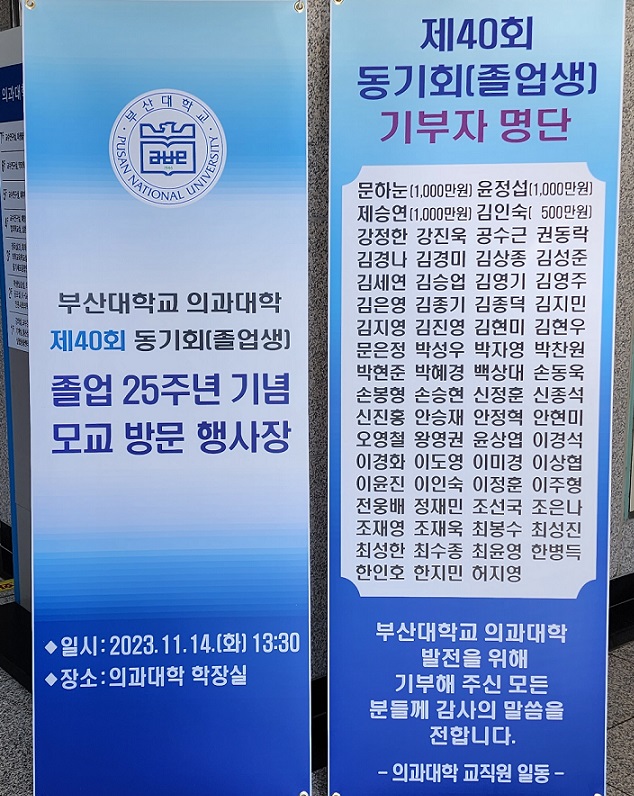 부산대학교
PUSAN NATIONAL UNIVERSITY
부산대학교 의과대학
제40회 동기회(졸업생)
졸업 25주년 기념
모교 방문 행사장
◆일시: 2023. 11. 14.(화) 13:30
◆장소: 의과대학 학장실
제40회
동기회(졸업생)
기부자 명단
문하눈(1,000만원) 윤정섭(1,000만원)
제승연(1,000만원) 김인숙( 500만원)
강정한 강진욱 공수근 권동락
김경나 김경미 김상종 김성준
김세연 김승업 김영기 김영주
김은영 김종기 김종덕 김지민
김지영 김진영 김현미 김현우
문은정 박성우 박자영 박찬원
박현준 박혜경 백상대 손동욱
손봉형 손승현 신정훈 신종석
신진홍 안승재 안정혁 안현미
오영철 왕영권 윤상엽 이경석
이경화 이도영 이미경 이상협
이윤진 이인숙 이정훈 이주형
전웅배 정재민 조선국 조은나
조재영 조재욱 최봉수 최성진
최성한 최수종 최윤영 한병득
한인호 한지민 허지영
부산대학교 의과대학
발전을 위해
기부해 주신 모든
분들께 감사의 말씀을
전합니다.
- 의과대학 교직원 일동 -